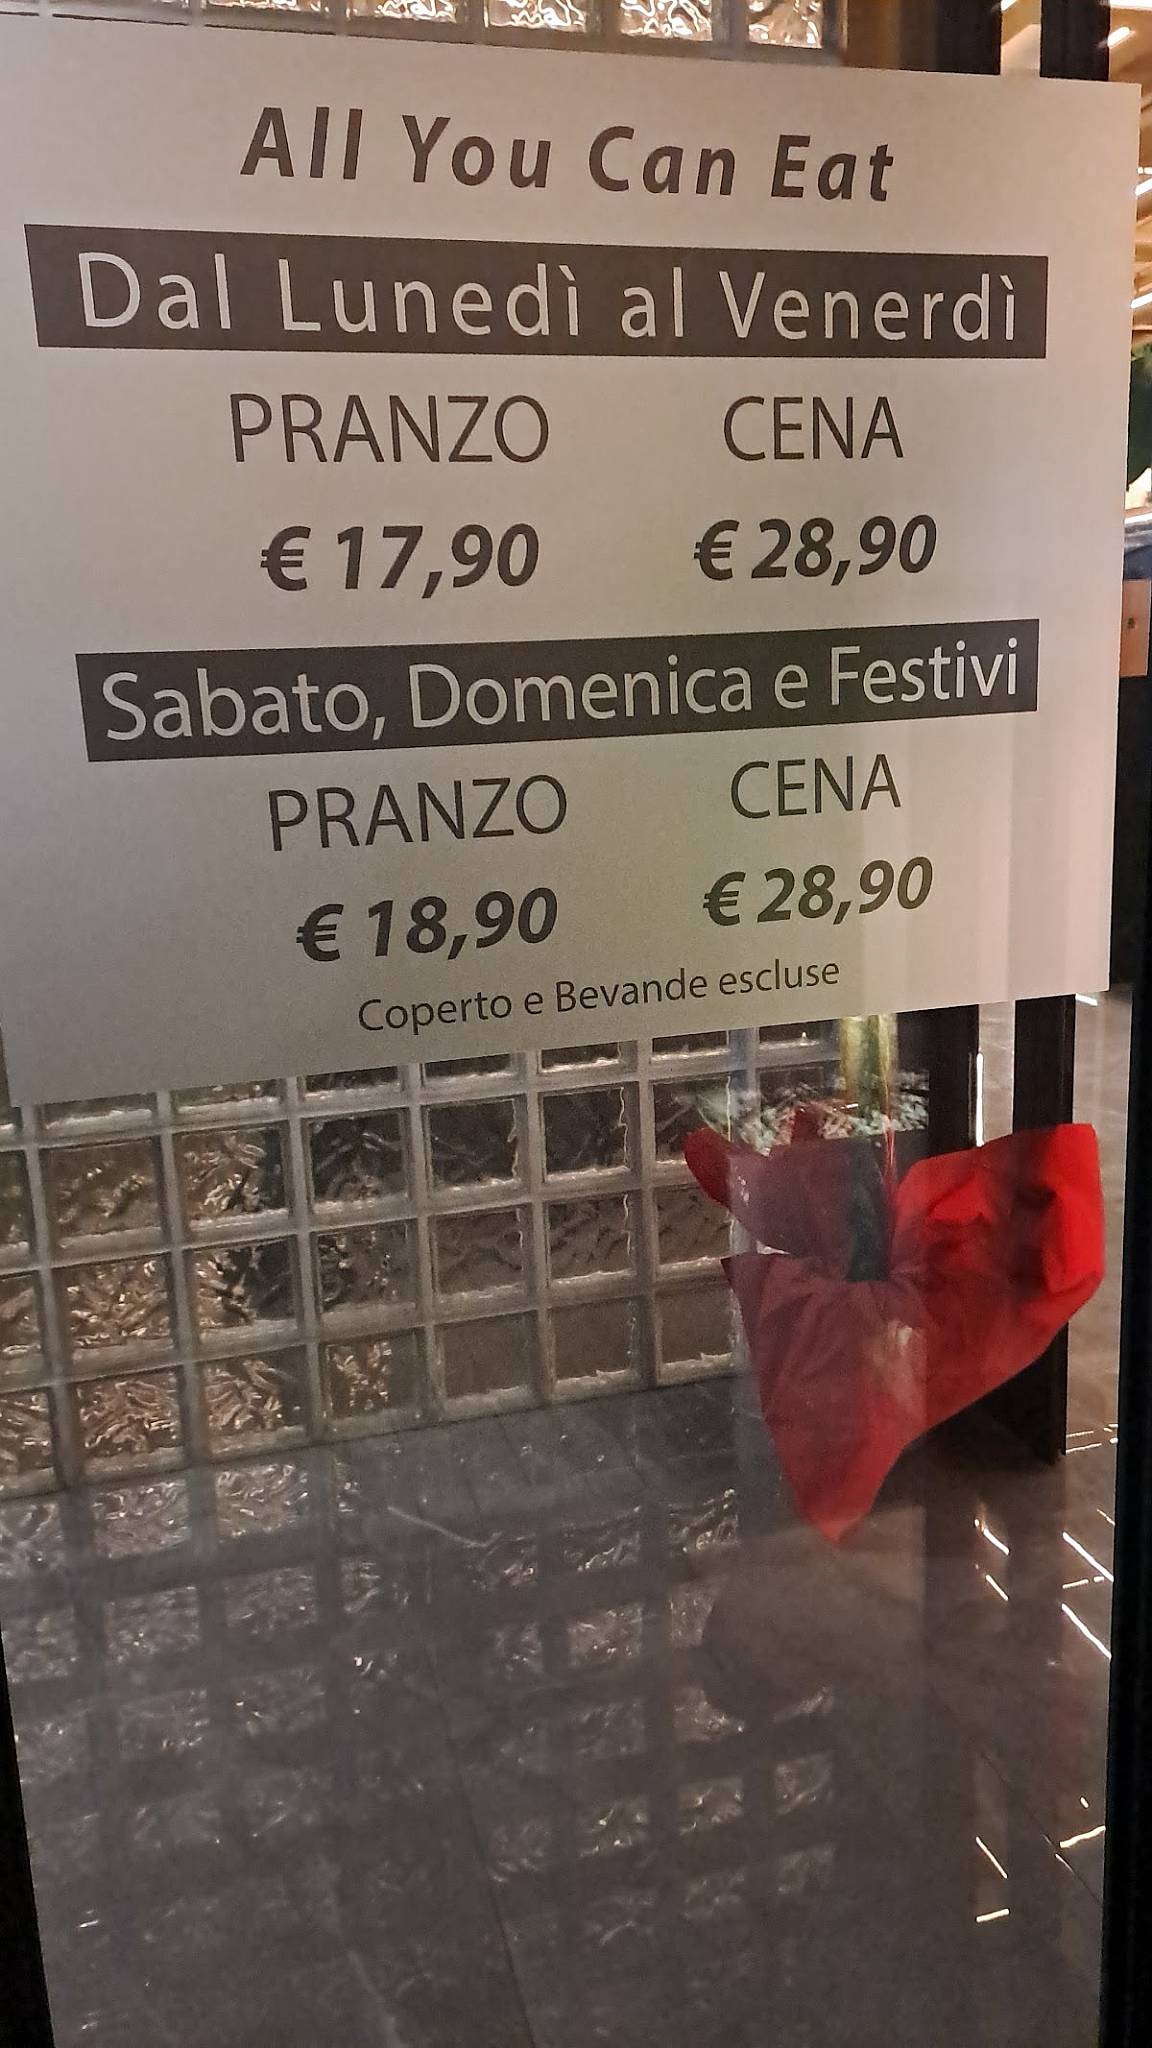 All You Can Eat
Dal Lunedì al Venerdì
PRANZO CENA
€ 17,90 € 28,90
Sabato, Domenica e Festivi
PRANZO CENA
€ 18,90 € 28,90
Coperto e Bevande escluse